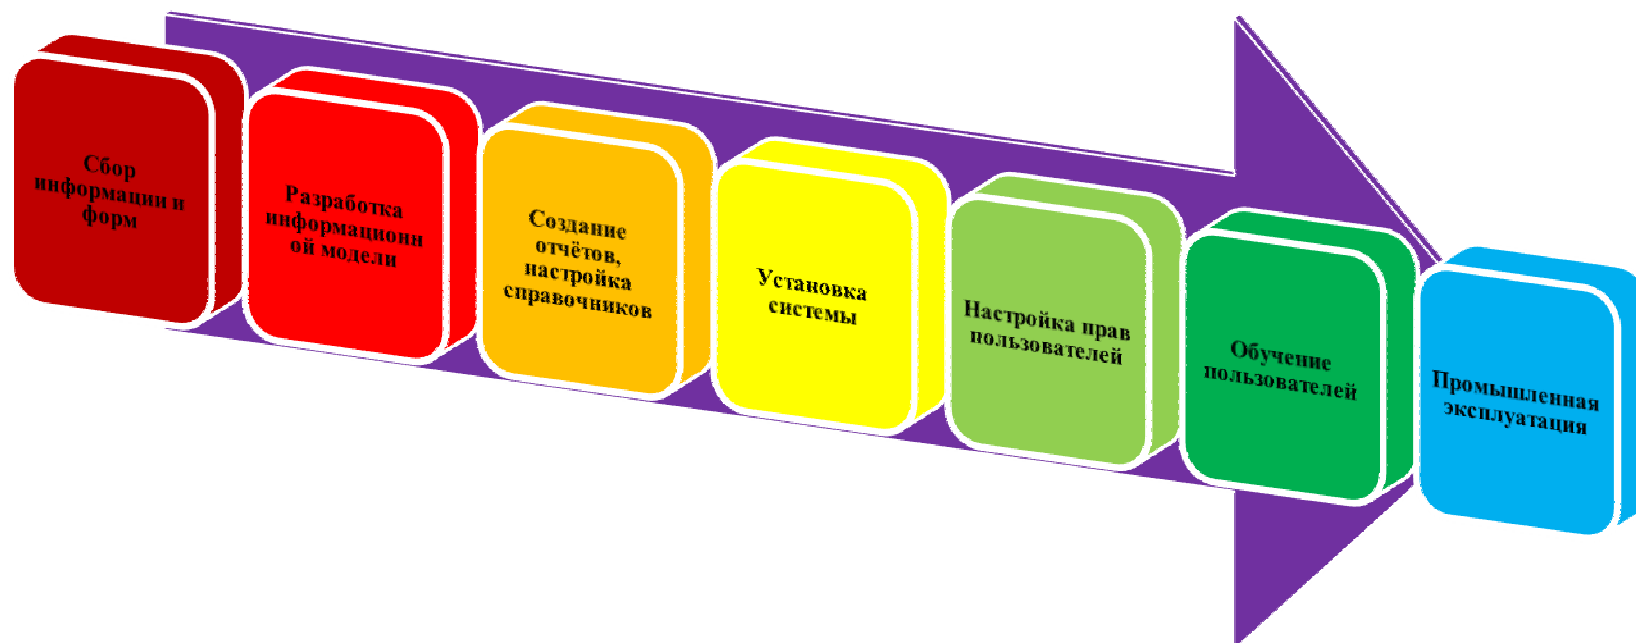 Сбор
информации и
форм
Разработка
информационн
ой модели
Создание
отчётов,
настройка
справочников
Установка
системы
Настройка прав
пользователей
Обучение
пользователей
Промышленная
эксплуатация